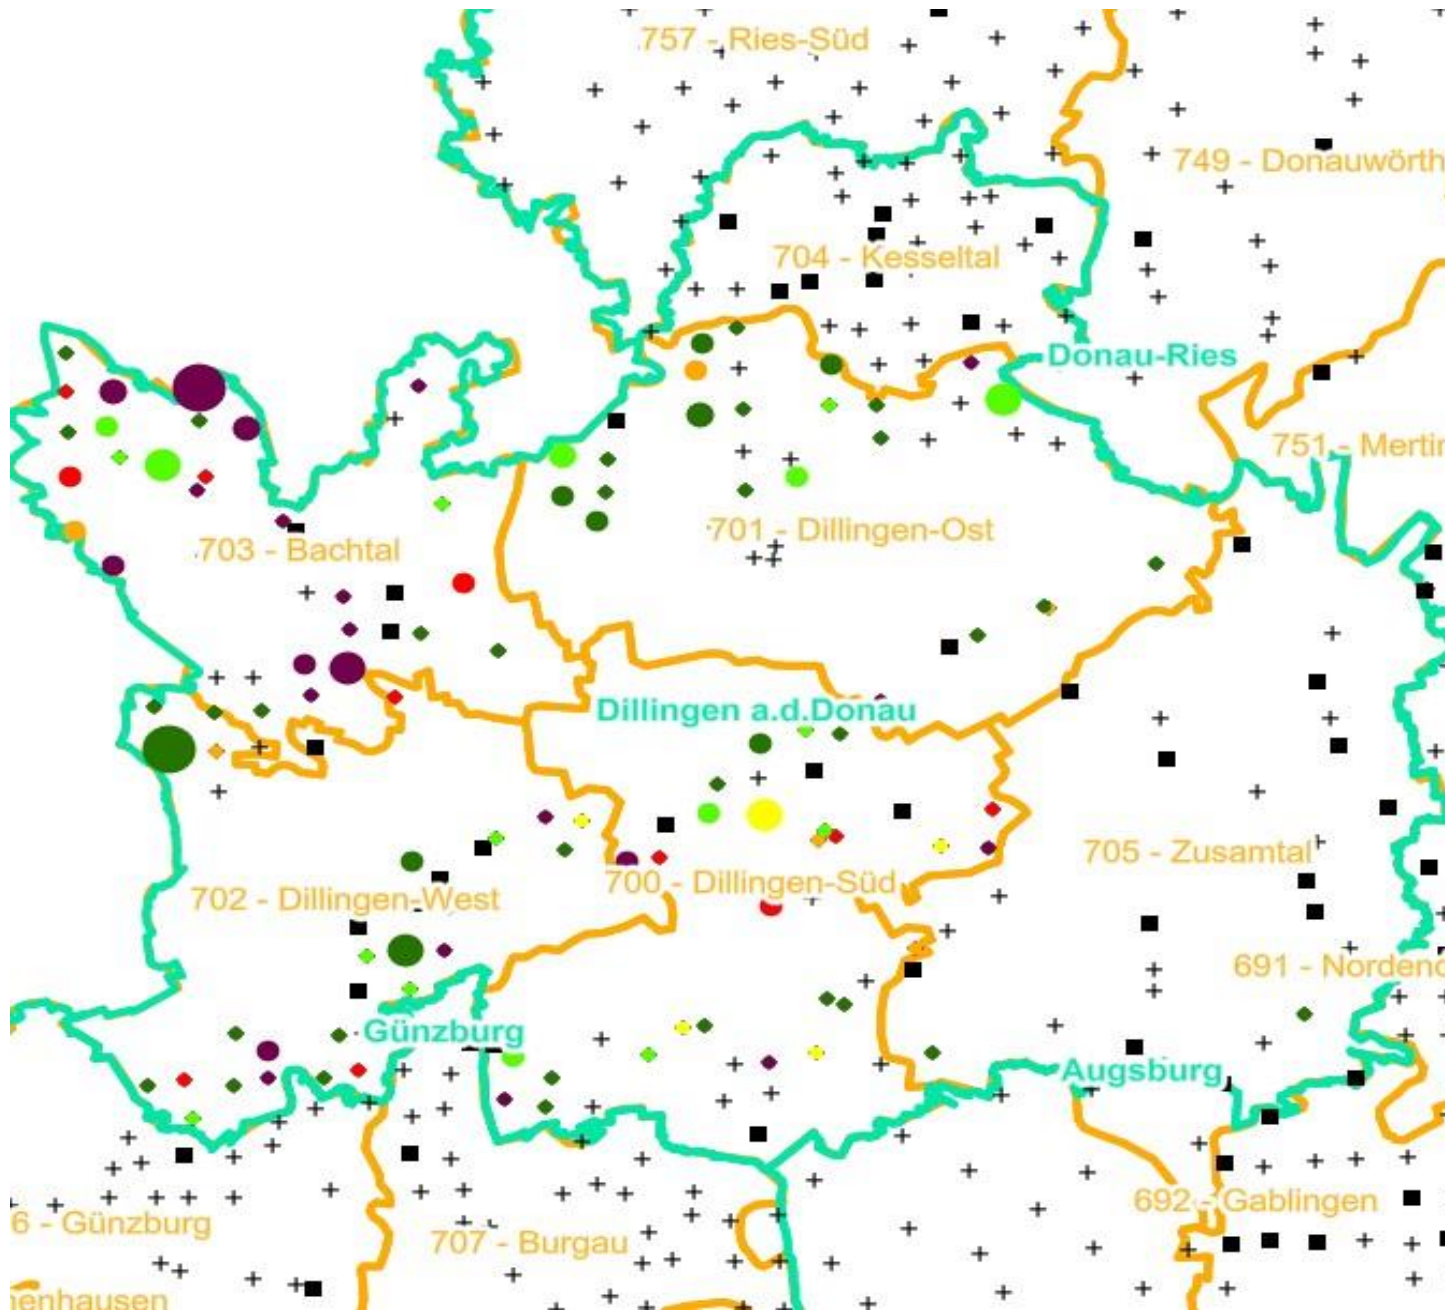 757 - Ries-Süd
749 - Donauwörth
704 - Kesseltal
Donau-Ries
751 - Mertin
701 - Dillingen-Ost
703 - Bachtal
Dillingen a.d.Donau
705 - Zusamtal
700 - Dillingen-Süd
702 - Dillingen-West
691 - Nordend
Günzburg
Augsburg
692 - Gablingen
6 - Günzburg
707 - Burgau
enhausen